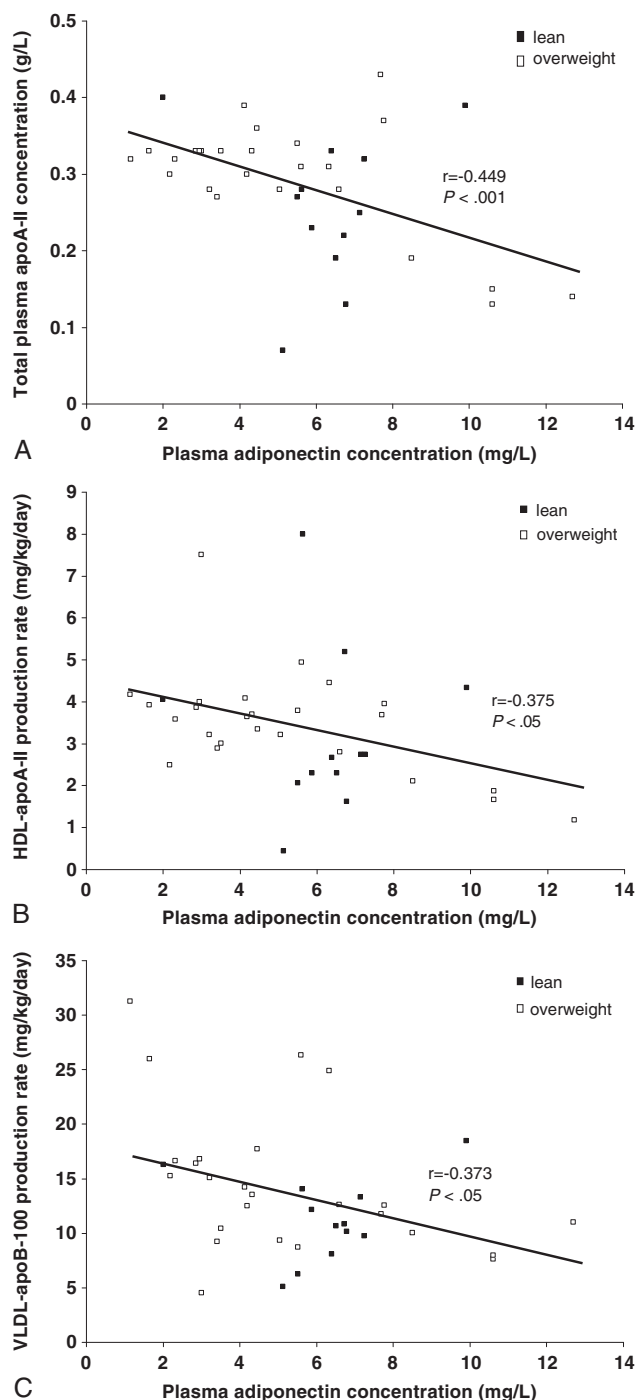 0.5
0.4
0.3
0.2
0.1
0
Total plasma apoA-II concentration (g/L)
lean
overweight
r=-0.449
P < .001
0 2 4 6 8 10 12 14
Plasma adiponectin concentration (mg/L)
A
9
8
7
6
5
4
3
2
1
0
HDL-apoA-II production rate (mg/kg/day)
lean
overweight
r=-0.375
P < .05
0 2 4 6 8 10 12 14
Plasma adiponectin concentration (mg/L)
B
35
30
25
20
15
10
5
0
VLDL-apoB-100 production rate (mg/kg/day)
lean
overweight
r=-0.373
P < .05
0 2 4 6 8 10 12 14
Plasma adiponectin concentration (mg/L)
C